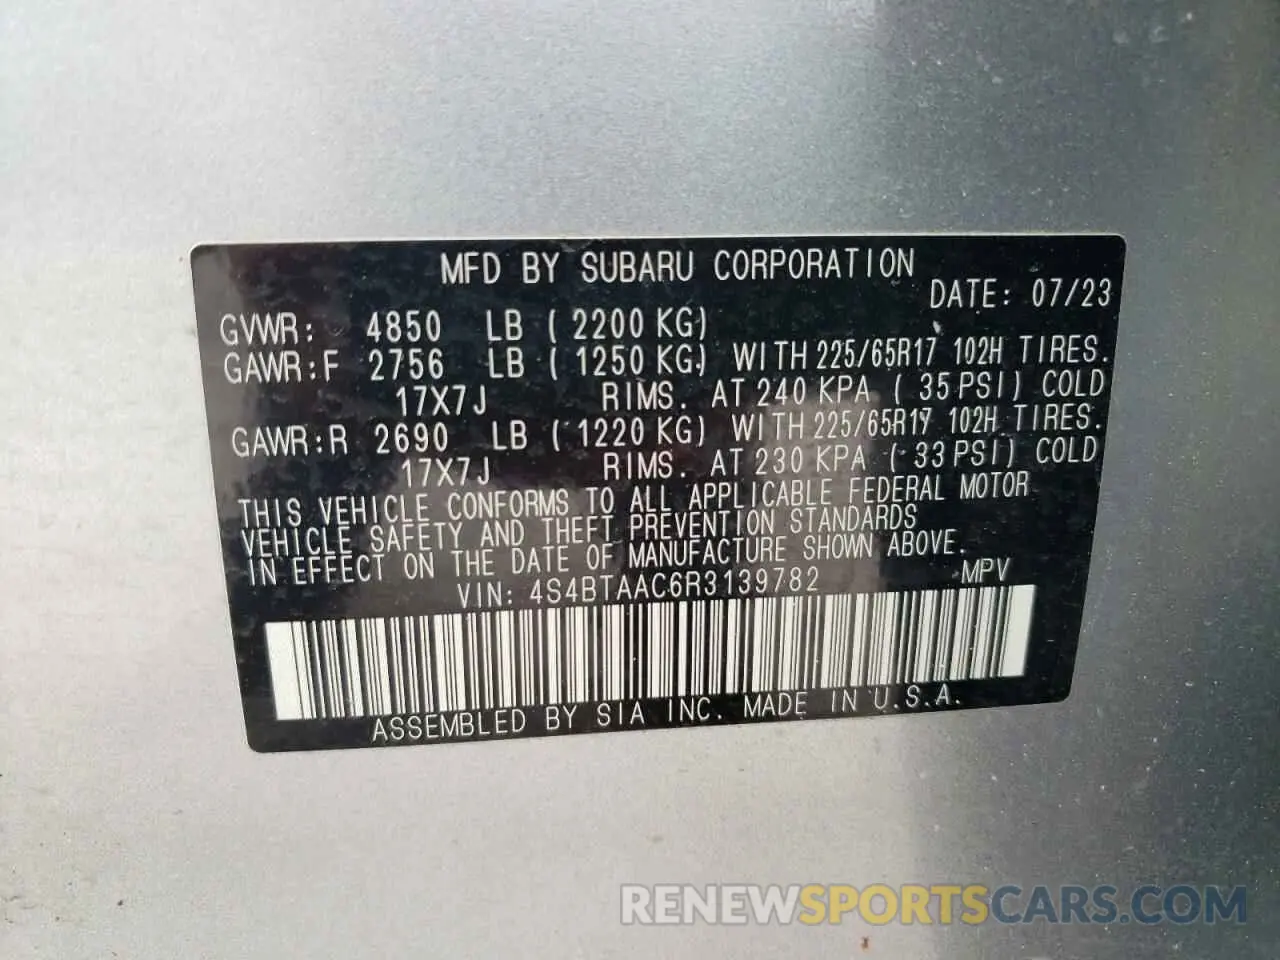 MFD BY SUBARU CORPORATION
DATE: 07/23
GVWR: 4850 LB ( 2200 KG)
GAWR:F 2756 LB ( 1250 KG) WITH 225/65R17 102H TIRES.
17X7J RIMS. AT 240 KPA ( 35 PSI) COLD
GAWR:R 2690 LB ( 1220 KG) WITH 225/65R17 102H TIRES.
17X7J RIMS. AT 230 KPA ( 33 PSI) COLD
THIS VEHICLE CONFORMS TO ALL APPLICABLE FEDERAL MOTOR
VEHICLE SAFETY AND THEFT PREVENTION STANDARDS
IN EFFECT ON THE DATE OF MANUFACTURE SHOWN ABOVE.
VIN: 4S4BTAAC6R3139782 MPV
ASSEMBLED BY SIA INC. MADE IN U.S.A.
RENEWSPORTSCARS.COM